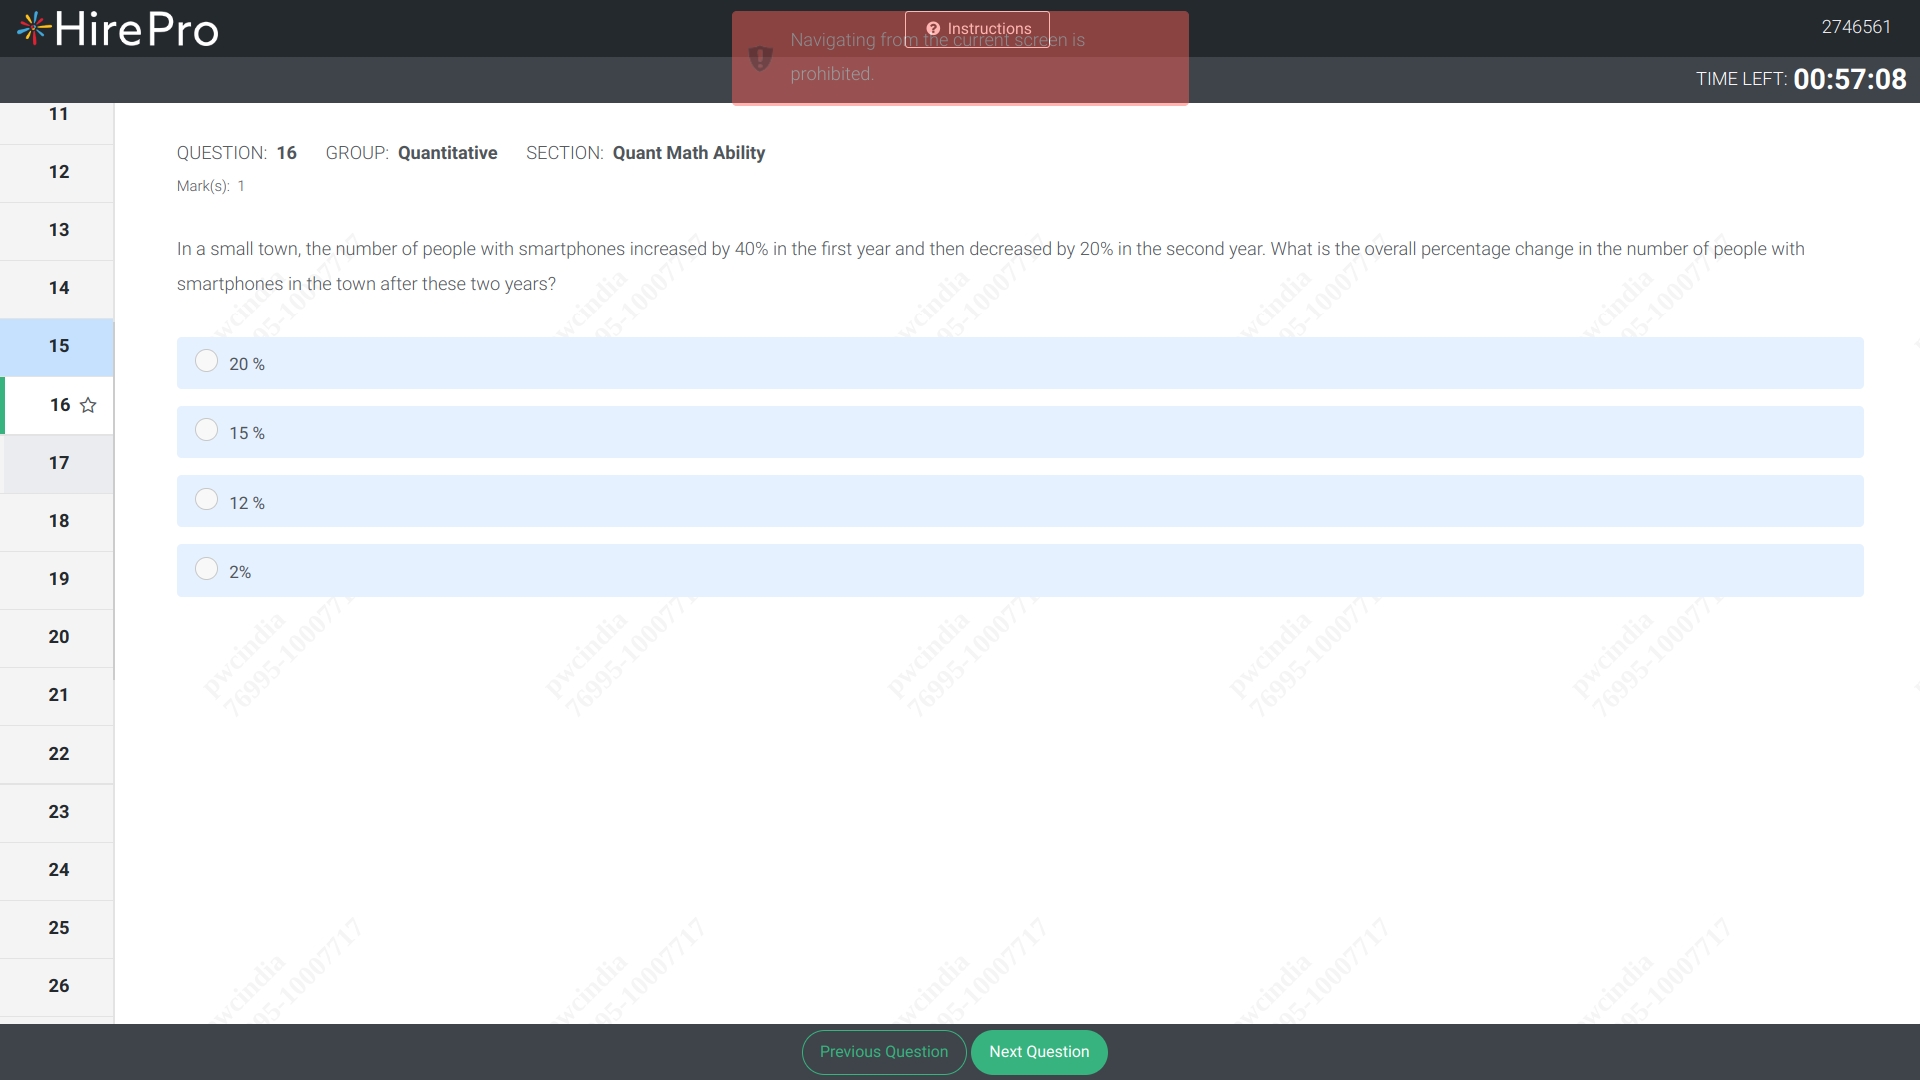 HirePro
Instructions
Navigating from the current screen is
prohibited.
2746561
TIME LEFT: 00:57:08
11
12
13
14
15
16
17
18
19
20
21
22
23
24
25
26
QUESTION: 16 GROUP: Quantitative SECTION: Quant Math Ability
Mark(s): 1
In a small town, the number of people with smartphones increased by 40% in the first year and then decreased by 20% in the second year. What is the overall percentage change in the number of people with
smartphones in the town after these two years?
20 %
15 %
12 %
2%
pwcindia
76995-10007717
Previous Question
Next Question